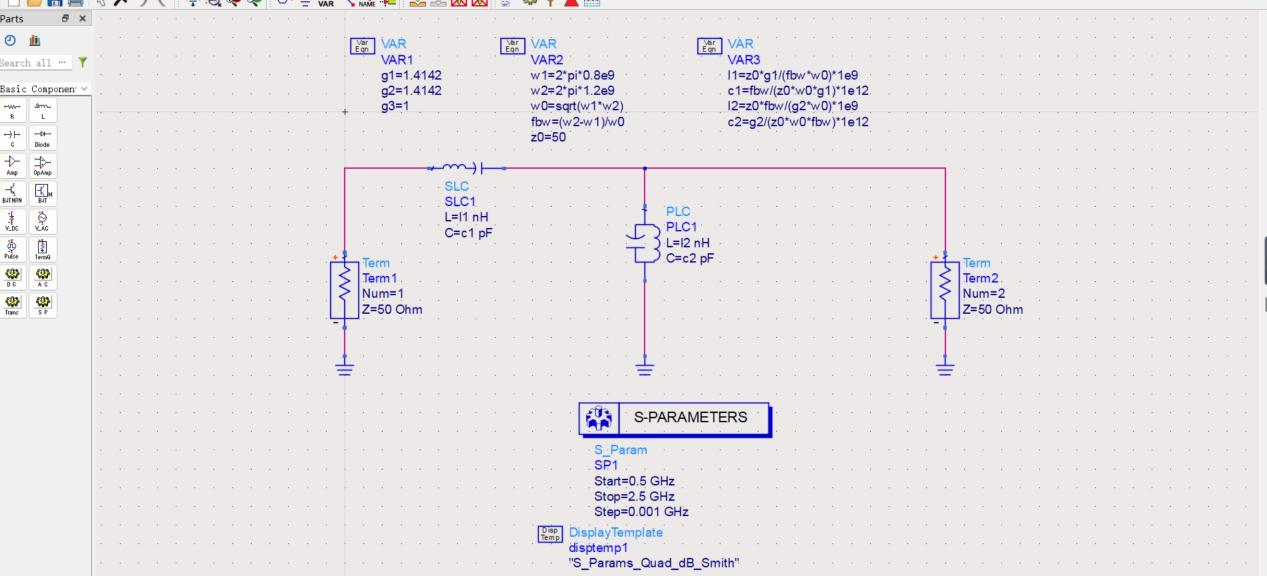 VAR
NAME
Parts
Search all ...
Basic Componen
R
L
C
Diode
Amp
OpAmp
BJTNPN
BJT
V_DC
V_AC
Pulse
TermG
DC
AC
Trans
SP
Var
Eqn
VAR
VAR1
g1=1.4142
g2=1.4142
g3=1
Var
Eqn
VAR
VAR2
w1=2*pi*0.8e9
w2=2*pi*1.2e9
w0=sqrt(w1*w2)
fbw=(w2-w1)/w0
z0=50
Var
Eqn
VAR
VAR3
l1=z0*g1/(fbw*w0)*1e9
c1=fbw/(z0*w0*g1)*1e12
l2=z0*fbw/(g2*w0)*1e9
c2=g2/(z0*w0*fbw)*1e12
SLC
SLC1
L=l1 nH
C=c1 pF
PLC
PLC1
L=l2 nH
C=c2 pF
Term
Term1
Num=1
Z=50 Ohm
Term
Term2
Num=2
Z=50 Ohm
S-PARAMETERS
S_Param
SP1
Start=0.5 GHz
Stop=2.5 GHz
Step=0.001 GHz
Disp
Temp
DisplayTemplate
disptemp1
"S_Params_Quad_dB_Smith"